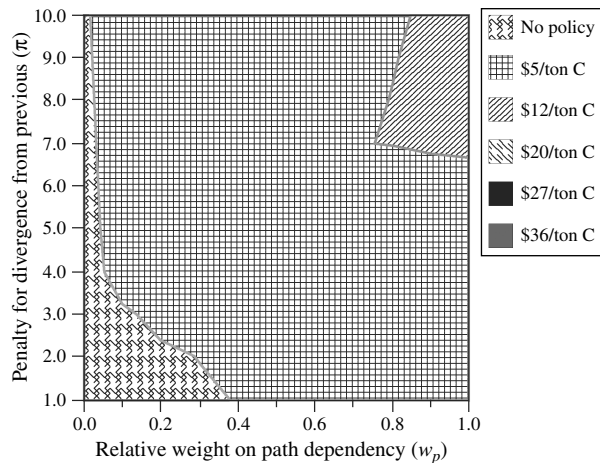 10.0
9.0
8.0
7.0
6.0
5.0
4.0
3.0
2.0
1.0
Penalty for divergence from previous (π)
0.0
0.2
0.4
0.6
0.8
1.0
Relative weight on path dependency (wₚ)
No policy
$5/ton C
$12/ton C
$20/ton C
$27/ton C
$36/ton C